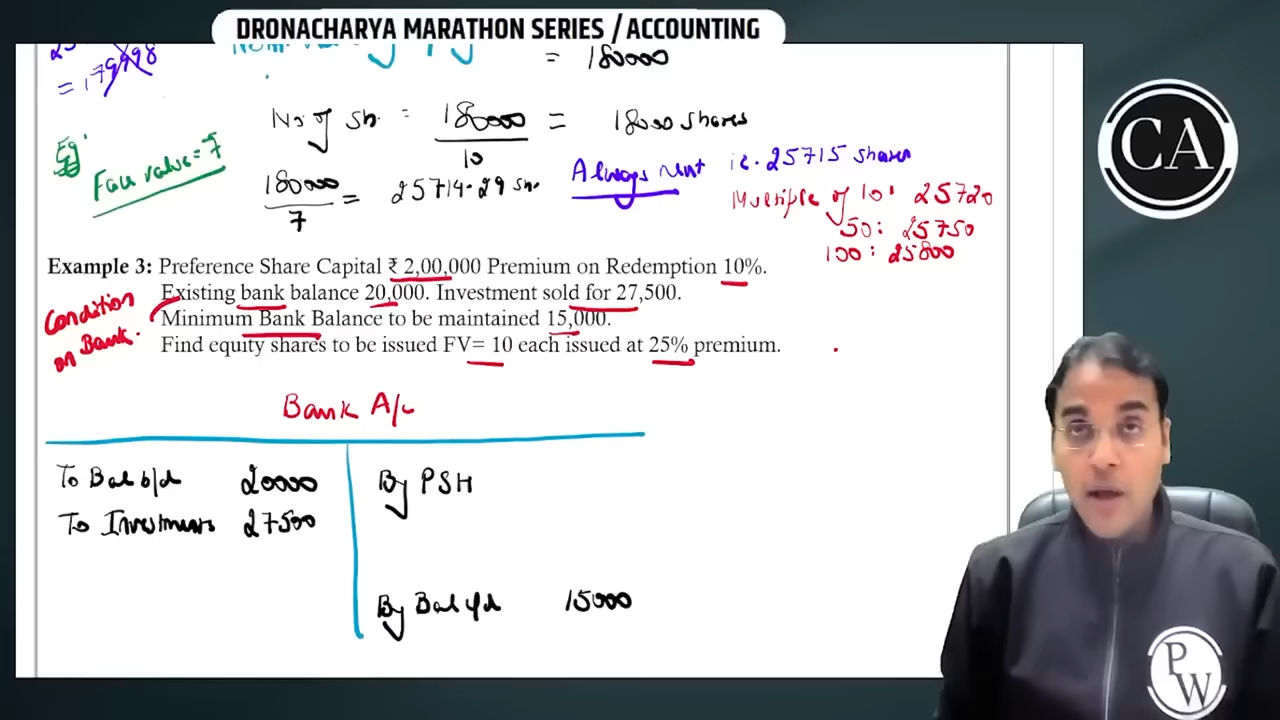 DRONACHARYA MARATHON SERIES / ACCOUNTING
= 179998
= 180000
No of Sh. = 180000 / 10 = 18000 shares
Eg: Face value = 7
180000 / 7 = 25714.29 Sh.
Always next i.e. 25715 shares
Multiple of 10: 25720
50: 25750
100: 25800
Example 3: Preference Share Capital ₹ 2,00,000 Premium on Redemption 10%.
Existing bank balance 20,000. Investment sold for 27,500.
Minimum Bank Balance to be maintained 15,000.
Find equity shares to be issued FV= 10 each issued at 25% premium.
Condition on Bank.
Bank A/c
To Bal b/d 20000
By PSH
To Investments 27500
By Bal c/d 15000
CA
PW